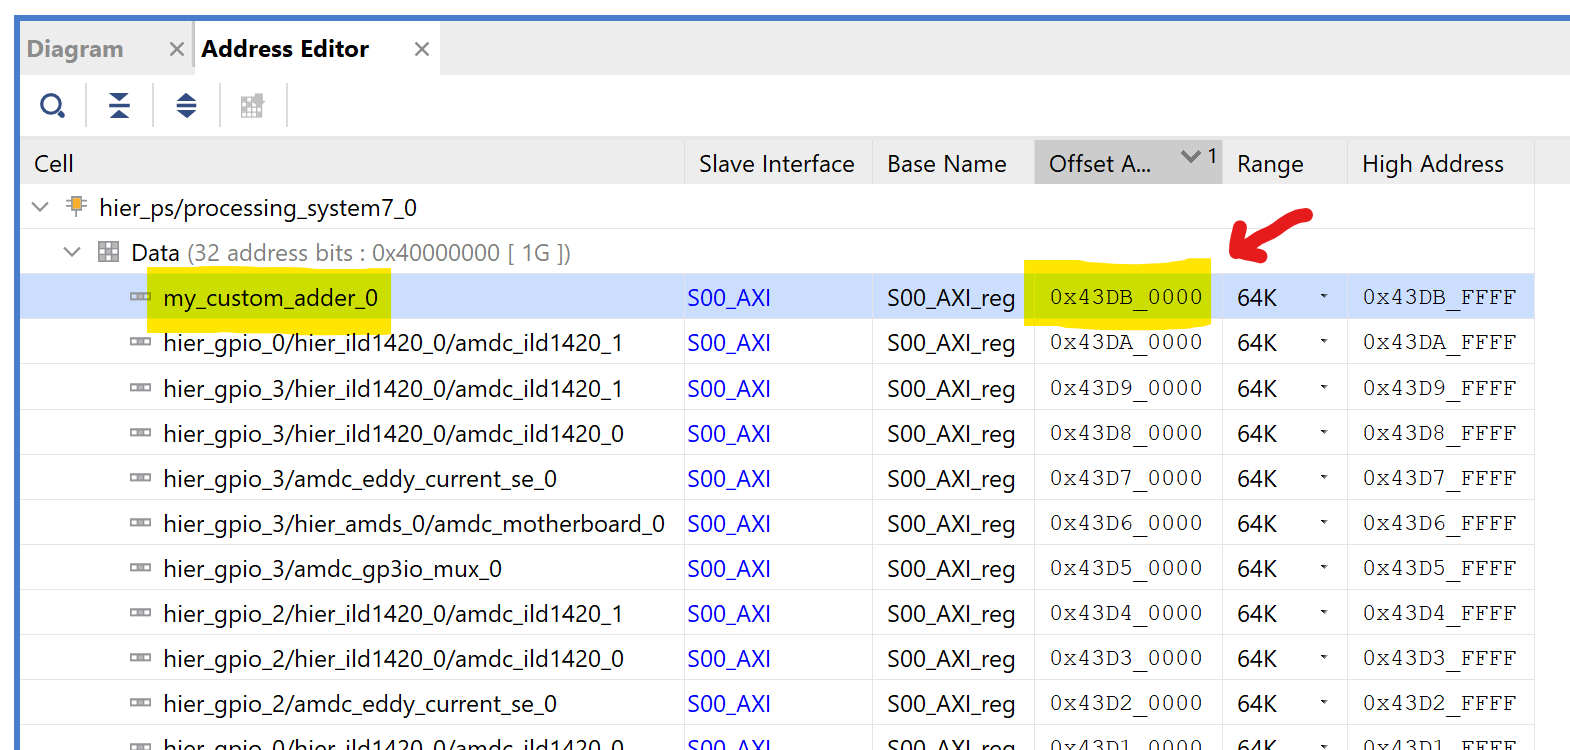 Diagram Address Editor
Cell Slave Interface Base Name Offset A... 1 Range High Address
hier_ps/processing_system7_0
Data (32 address bits : 0x40000000 [ 1G ])
my_custom_adder_0 S00_AXI S00_AXI_reg 0x43DB_0000 64K 0x43DB_FFFF
hier_gpio_0/hier_ild1420_0/amdc_ild1420_1 S00_AXI S00_AXI_reg 0x43DA_0000 64K 0x43DA_FFFF
hier_gpio_3/hier_ild1420_0/amdc_ild1420_1 S00_AXI S00_AXI_reg 0x43D9_0000 64K 0x43D9_FFFF
hier_gpio_3/hier_ild1420_0/amdc_ild1420_0 S00_AXI S00_AXI_reg 0x43D8_0000 64K 0x43D8_FFFF
hier_gpio_3/amdc_eddy_current_se_0 S00_AXI S00_AXI_reg 0x43D7_0000 64K 0x43D7_FFFF
hier_gpio_3/hier_amds_0/amdc_motherboard_0 S00_AXI S00_AXI_reg 0x43D6_0000 64K 0x43D6_FFFF
hier_gpio_3/amdc_gp3io_mux_0 S00_AXI S00_AXI_reg 0x43D5_0000 64K 0x43D5_FFFF
hier_gpio_2/hier_ild1420_0/amdc_ild1420_1 S00_AXI S00_AXI_reg 0x43D4_0000 64K 0x43D4_FFFF
hier_gpio_2/hier_ild1420_0/amdc_ild1420_0 S00_AXI S00_AXI_reg 0x43D3_0000 64K 0x43D3_FFFF
hier_gpio_2/amdc_eddy_current_se_0 S00_AXI S00_AXI_reg 0x43D2_0000 64K 0x43D2_FFFF
hier_gpio_0/hier_ild1420_0/amdc_ild1420_0 S00_AXI S00_AXI_reg 0x43D1_0000 64K 0x43D1_FFFF